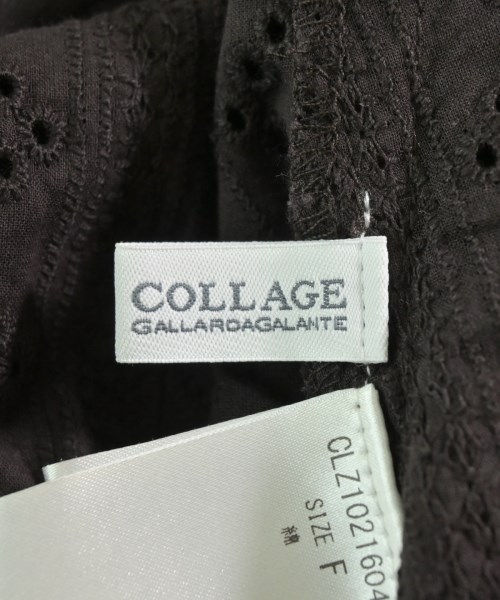 COLLAGE
GALLARDAGALANTE
CLZ1021604
SIZE F
綿